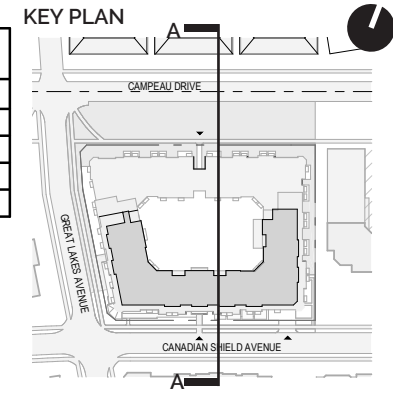 KEY PLAN
A
CAMPEAU DRIVE
GREAT LAKES AVENUE
CANADIAN SHIELD AVENUE
A